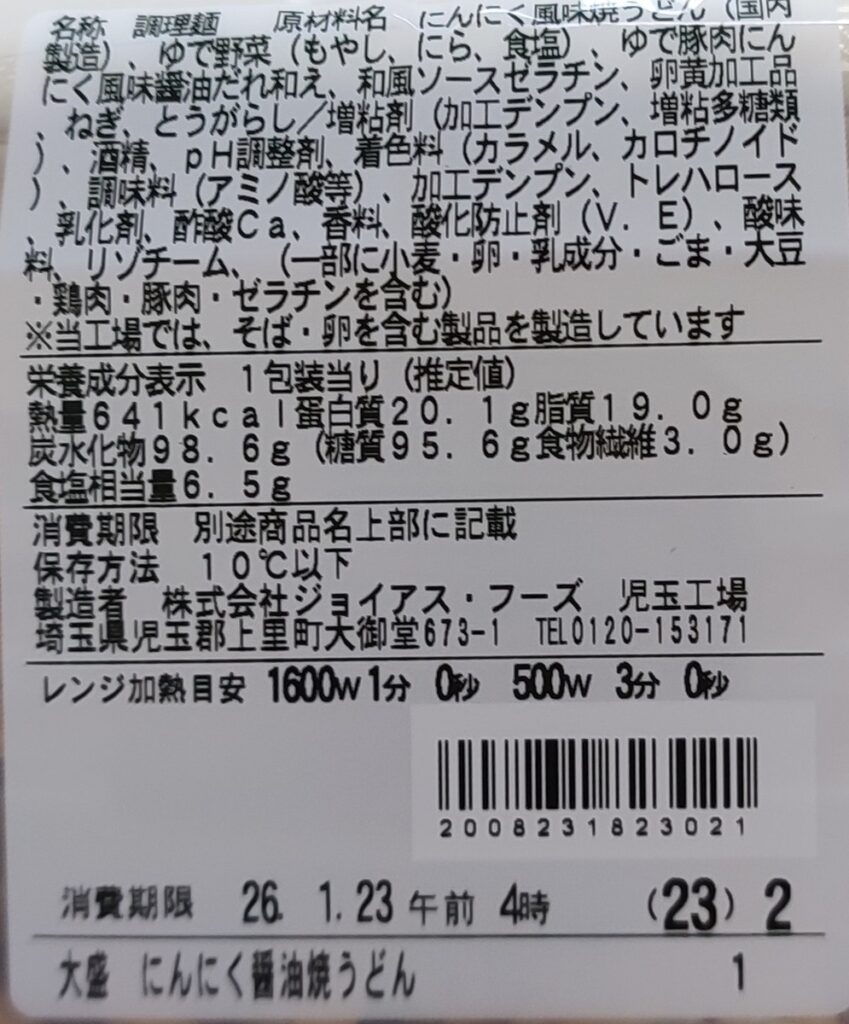 名称　調理麺　　原材料名　にんにく風味焼うどん（国内
製造）、ゆで野菜（もやし、にら、食塩）、ゆで豚肉にん
にく風味醤油だれ和え、和風ソースゼラチン、卵黄加工品
、ねぎ、とうがらし／増粘剤（加工デンプン、増粘多糖類
）、酒精、ｐＨ調整剤、着色料（カラメル、カロチノイド
）、調味料（アミノ酸等）、加工デンプン、トレハロース
、乳化剤、酢酸Ｃａ、香料、酸化防止剤（Ｖ．Ｅ）、酸味
料、リゾチーム、（一部に小麦・卵・乳成分・ごま・大豆
・鶏肉・豚肉・ゼラチンを含む）
※当工場では、そば・卵を含む製品を製造しています
栄養成分表示　１包装当り（推定値）
熱量６４１ｋｃａｌ蛋白質２０．１ｇ脂質１９．０ｇ
炭水化物９８．６ｇ（糖質９５．６ｇ食物繊維３．０ｇ）
食塩相当量６．５ｇ
消費期限　別途商品名上部に記載
保存方法　１０℃以下
製造者　株式会社ジョイアス・フーズ　児玉工場
埼玉県児玉郡上里町大御堂673-1　TEL0120-153171
レンジ加熱目安 1600W 1分 0秒 500W 3分 0秒
2008231823021
消費期限 26. 1. 23 午前 4時 (23) 2
大盛　にんにく醤油焼うどん 1